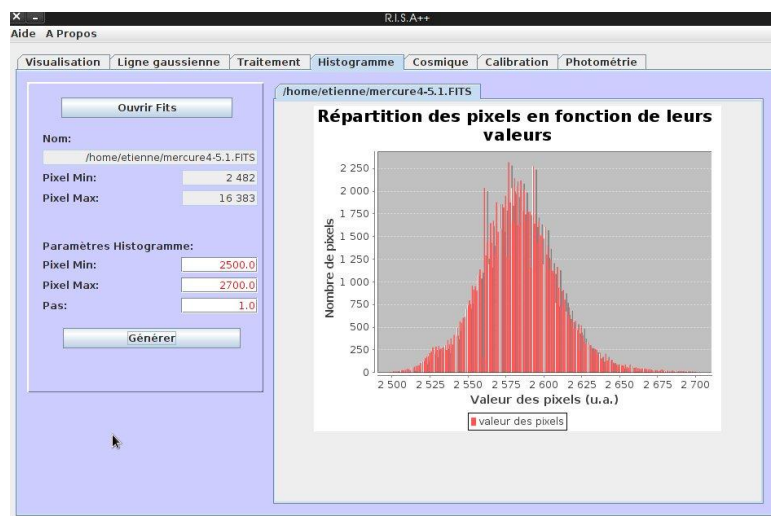 R.I.S.A++
Aide A Propos
Visualisation Ligne gaussienne Traitement Histogramme Cosmique Calibration Photométrie
Ouvrir Fits
Nom:
/home/etienne/mercure4-5.1.FITS
Pixel Min: 2 482
Pixel Max: 16 383
Paramètres Histogramme:
Pixel Min: 2500.0
Pixel Max: 2700.0
Pas: 1.0
Générer
/home/etienne/mercure4-5.1.FITS
Répartition des pixels en fonction de leurs
valeurs
Nombre de pixels
2 250
2 000
1 750
1 500
1 250
1 000
750
500
250
0
2 500 2 525 2 550 2 575 2 600 2 625 2 650 2 675 2 700
Valeur des pixels (u.a.)
valeur des pixels